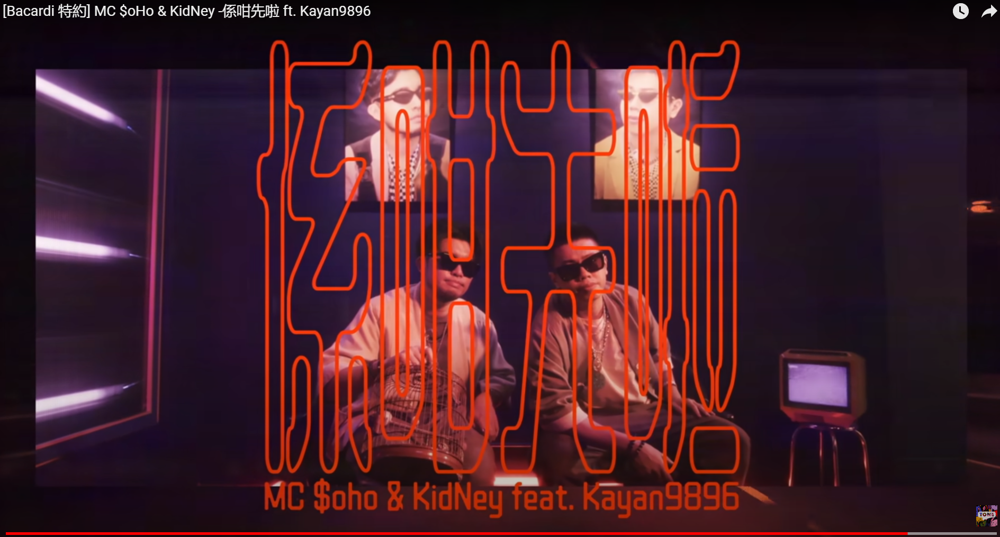 [Bacardi 特約] MC $oHo & KidNey -係咁先啦 ft. Kayan9896
係咁先啦
MC $oho & KidNey feat. Kayan9896
TONE